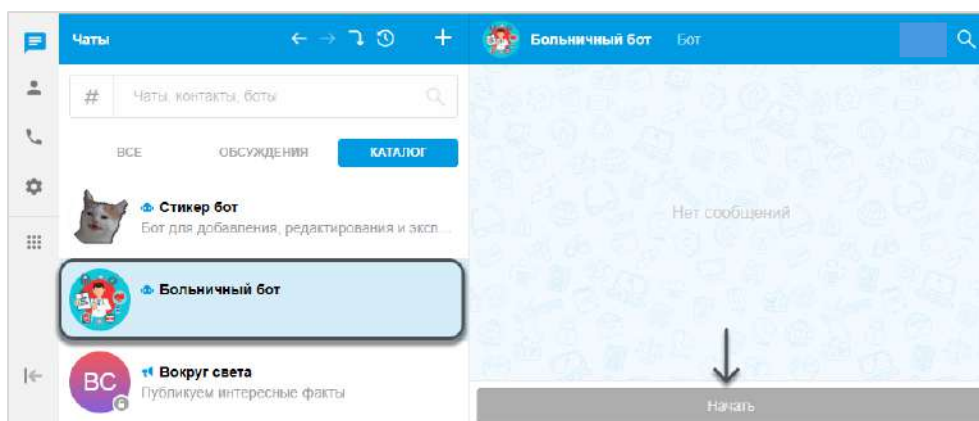 Чаты
Больничный бот Бот
# Чаты, контакты, боты
ВСЕ ОБСУЖДЕНИЯ КАТАЛОГ
Стикер бот
Бот для добавления, редактирования и эксп...
Нет сообщений
Больничный бот
ВС Вокруг света
Публикуем интересные факты
Начать